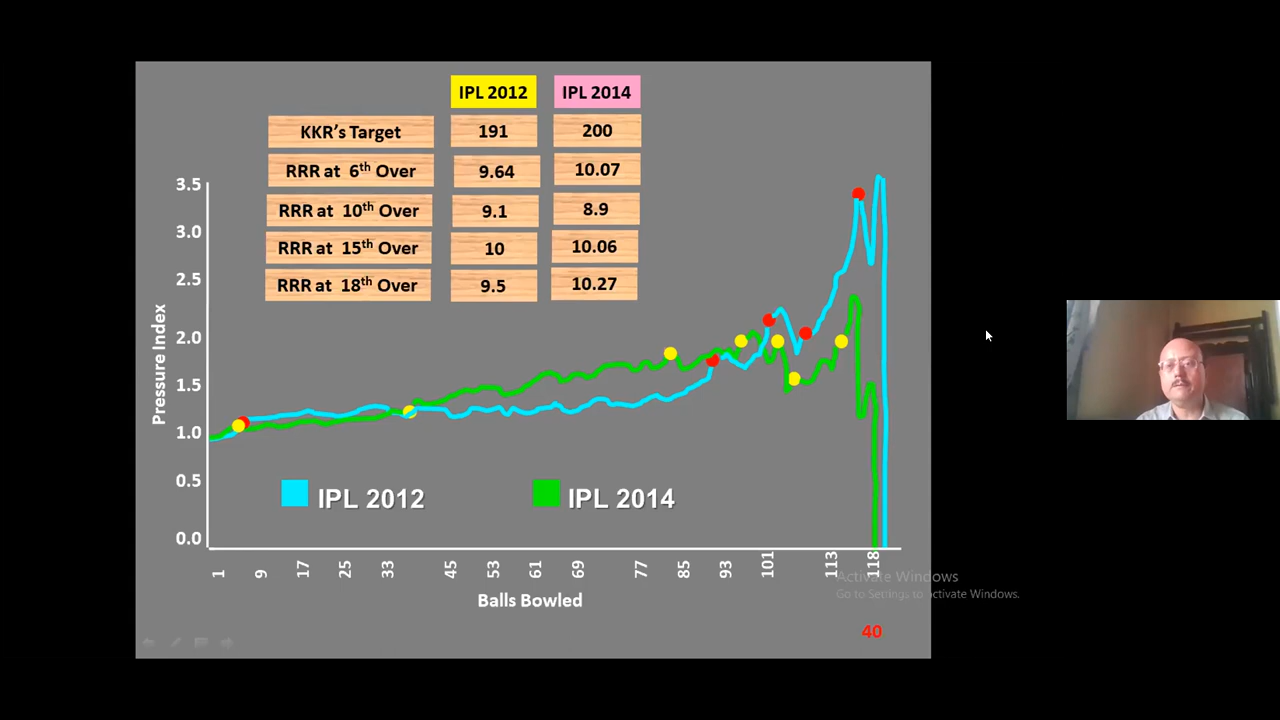 IPL 2012 IPL 2014
KKR's Target 191 200
RRR at 6th Over 9.64 10.07
RRR at 10th Over 9.1 8.9
RRR at 15th Over 10 10.06
RRR at 18th Over 9.5 10.27
3.5
3.0
2.5
2.0
1.5
1.0
0.5
0.0
Pressure Index
IPL 2012 IPL 2014
1 9 17 25 33 45 53 61 69 77 85 93 101 113 118
Balls Bowled
Activate Windows
Go to Settings to activate Windows.
40